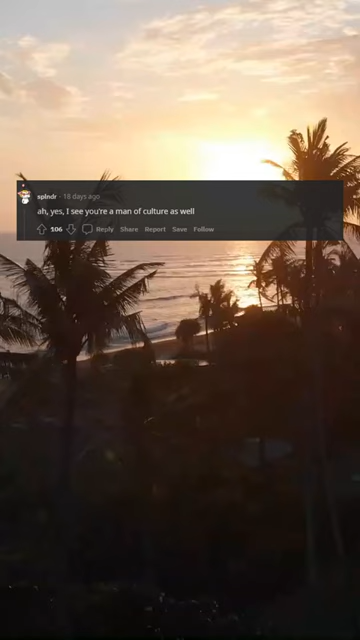 splndr · 18 days ago
ah, yes, I see you're a man of culture as well
106 Reply Share Report Save Follow